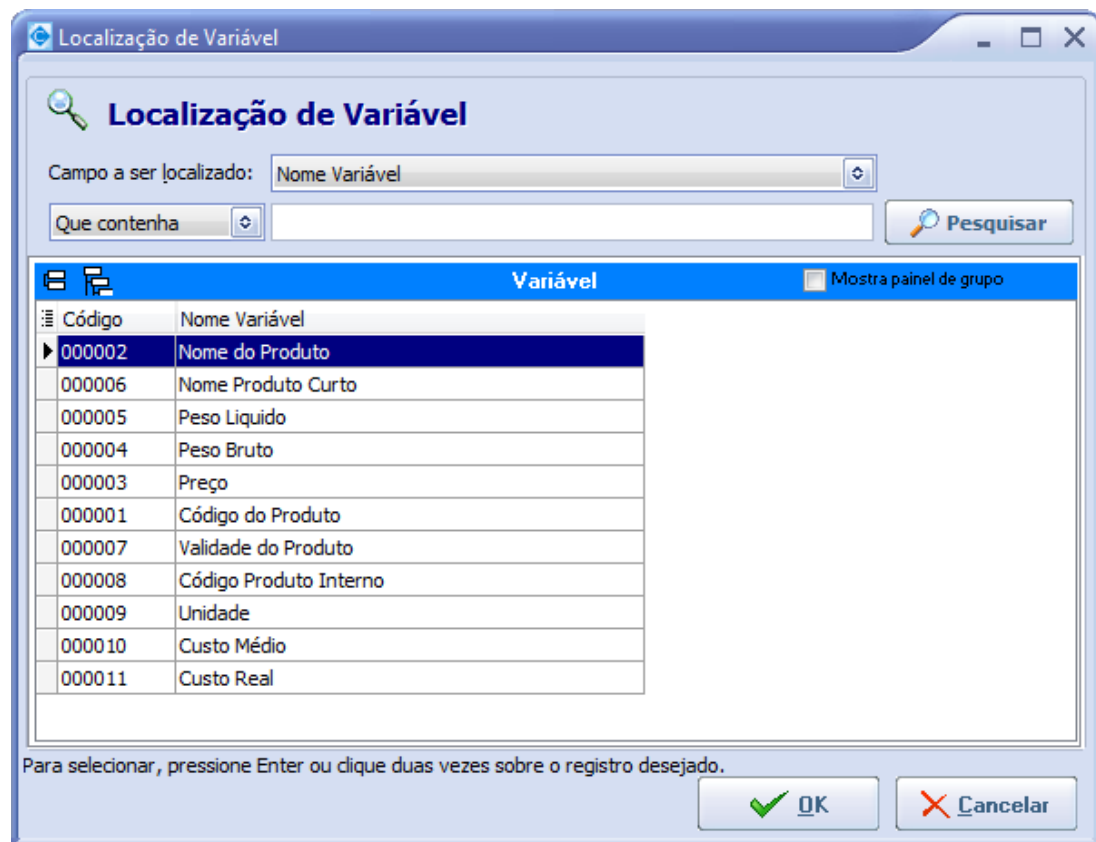 Localização de Variável
Localização de Variável
Campo a ser localizado: Nome Variável
Que contenha Pesquisar
Variável Mostra painel de grupo
Código Nome Variável
000002 Nome do Produto
000006 Nome Produto Curto
000005 Peso Liquido
000004 Peso Bruto
000003 Preço
000001 Código do Produto
000007 Validade do Produto
000008 Código Produto Interno
000009 Unidade
000010 Custo Médio
000011 Custo Real
Para selecionar, pressione Enter ou clique duas vezes sobre o registro desejado.
OK Cancelar